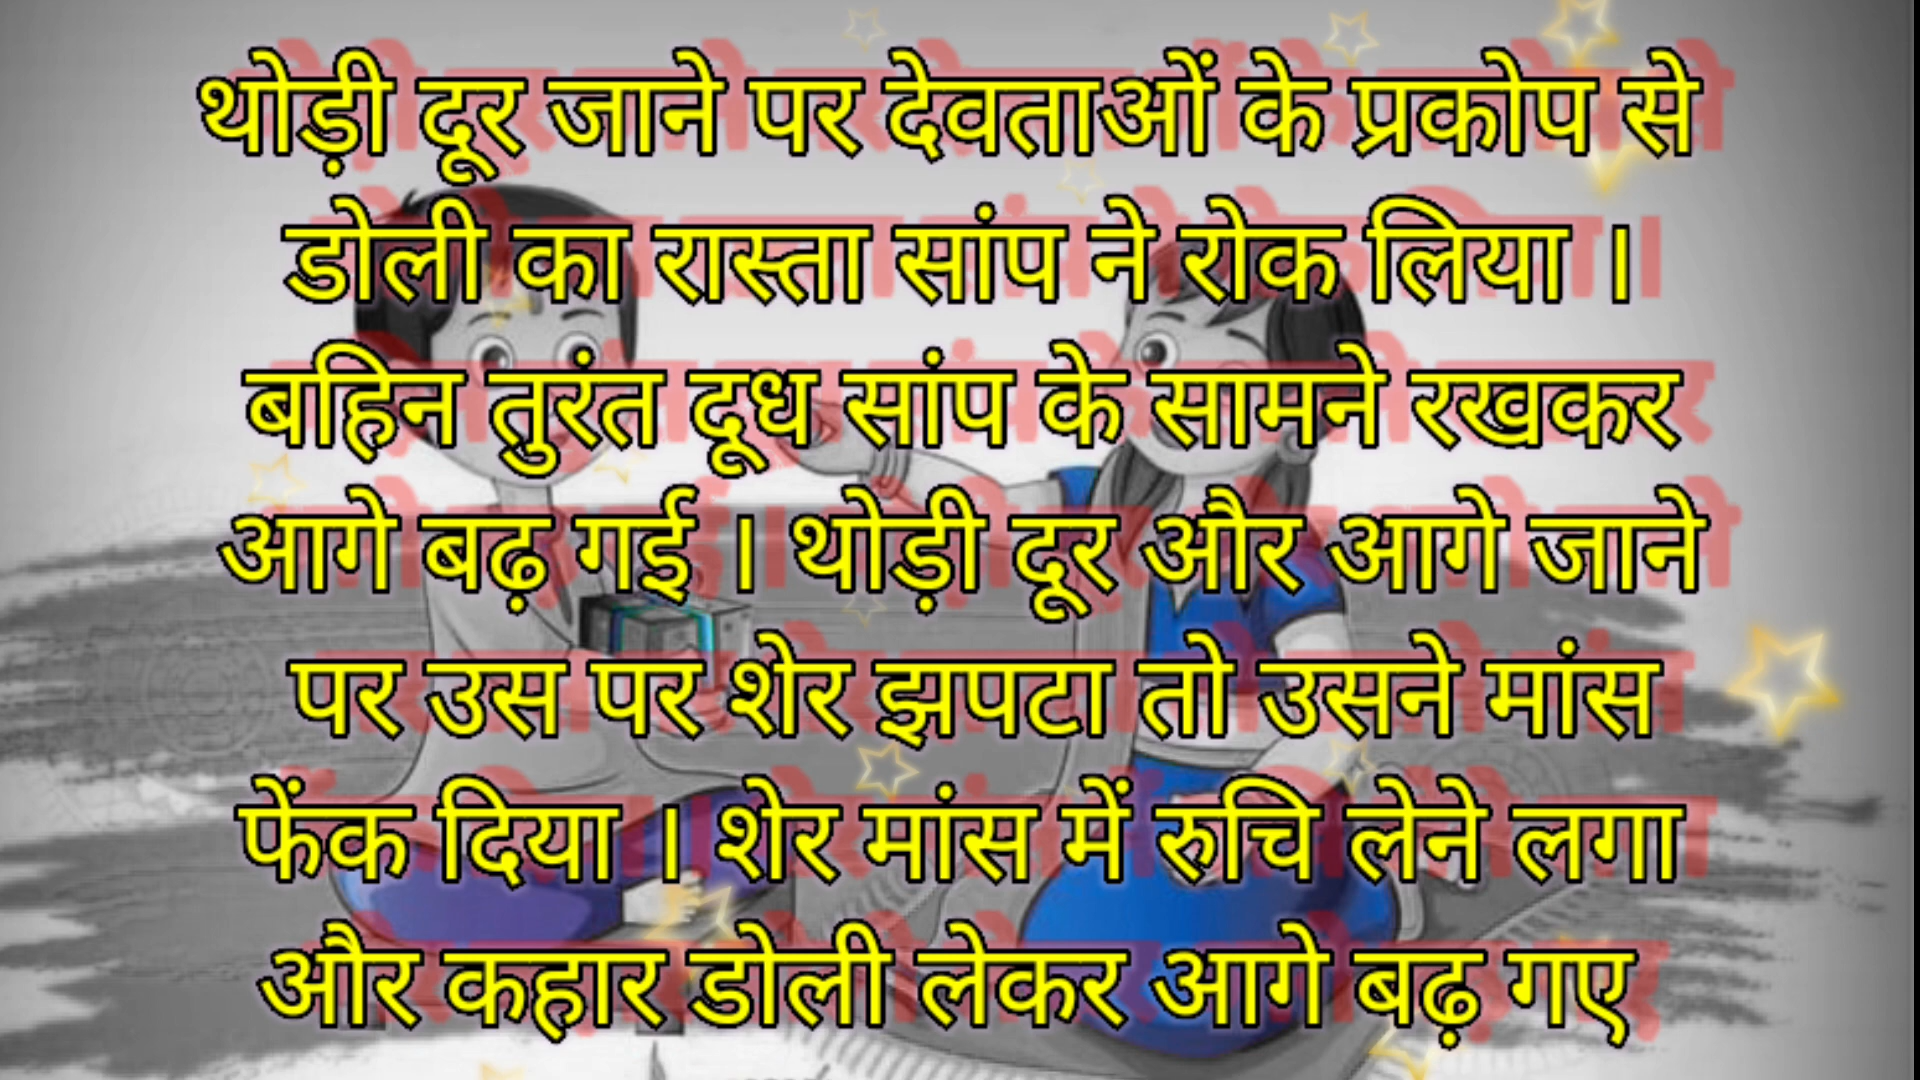 थोड़ी दूर जाने पर देवताओं के प्रकोप से
डोली का रास्ता सांप ने रोक लिया ।
बहिन तुरंत दूध सांप के सामने रखकर
आगे बढ़ गई । थोड़ी दूर और आगे जाने
पर उस पर शेर झपटा तो उसने मांस
फेंक दिया । शेर मांस में रुचि लेने लगा
और कहार डोली लेकर आगे बढ़ गए